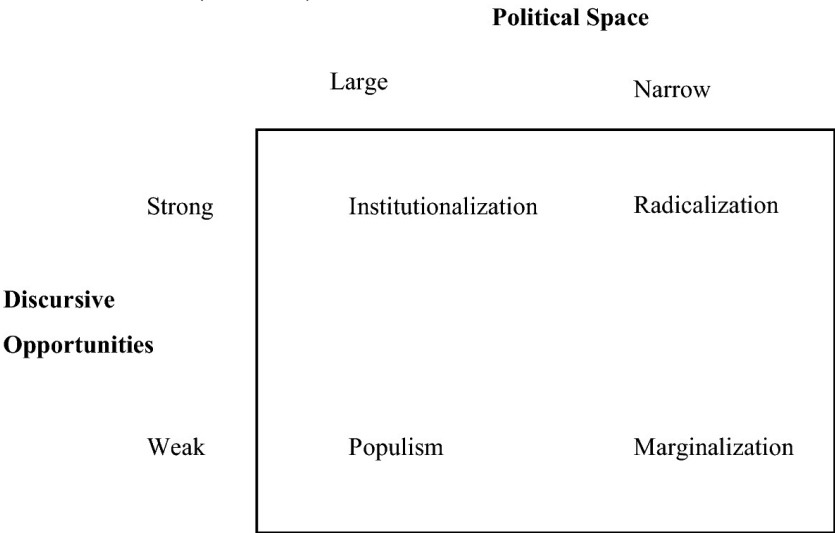 Political Space
Large Narrow
Strong Institutionalization Radicalization
Discursive
Opportunities
Weak Populism Marginalization